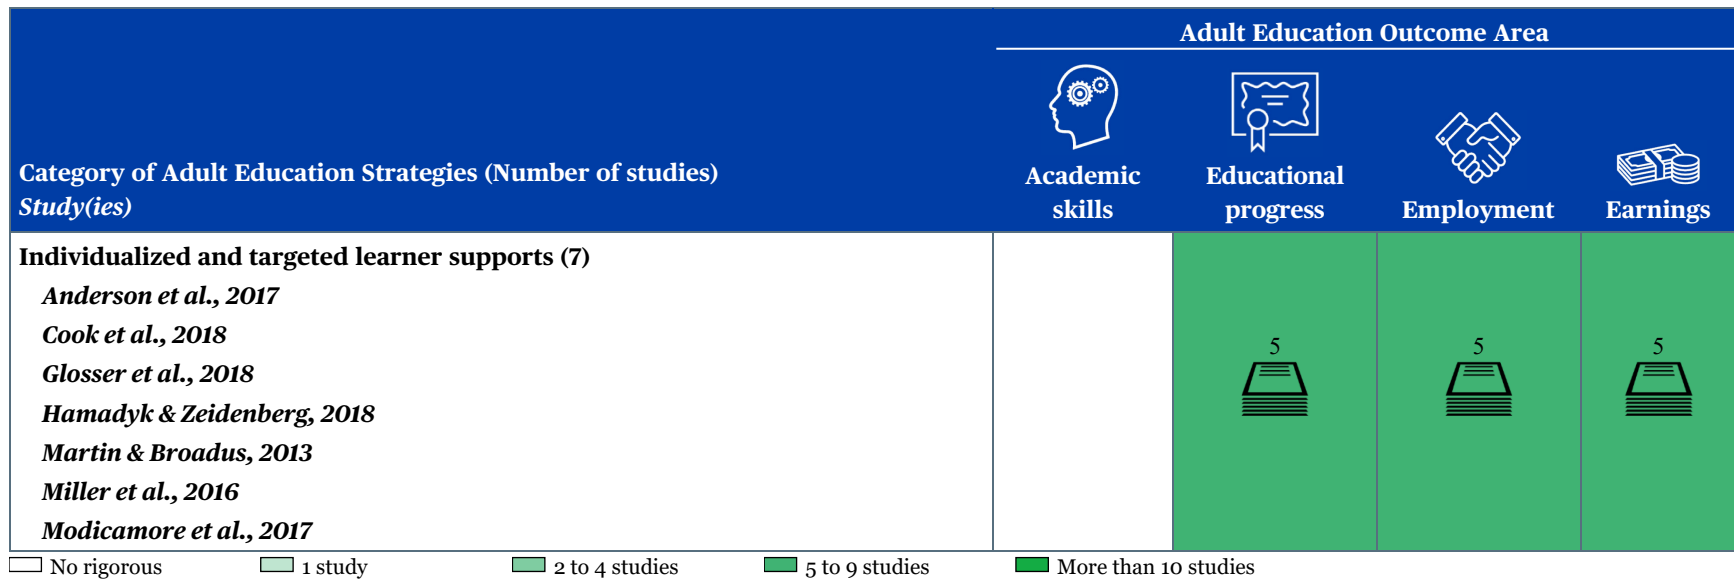 Adult Education Outcome Area
Category of Adult Education Strategies (Number of studies)
Study(ies)
Academic
skills
Educational
progress
Employment
Earnings
Individualized and targeted learner supports (7)
Anderson et al., 2017
Cook et al., 2018
Glosser et al., 2018
Hamadyk & Zeidenberg, 2018
Martin & Broadus, 2013
Miller et al., 2016
Modicamore et al., 2017
5
5
5
No rigorous
1 study
2 to 4 studies
5 to 9 studies
More than 10 studies